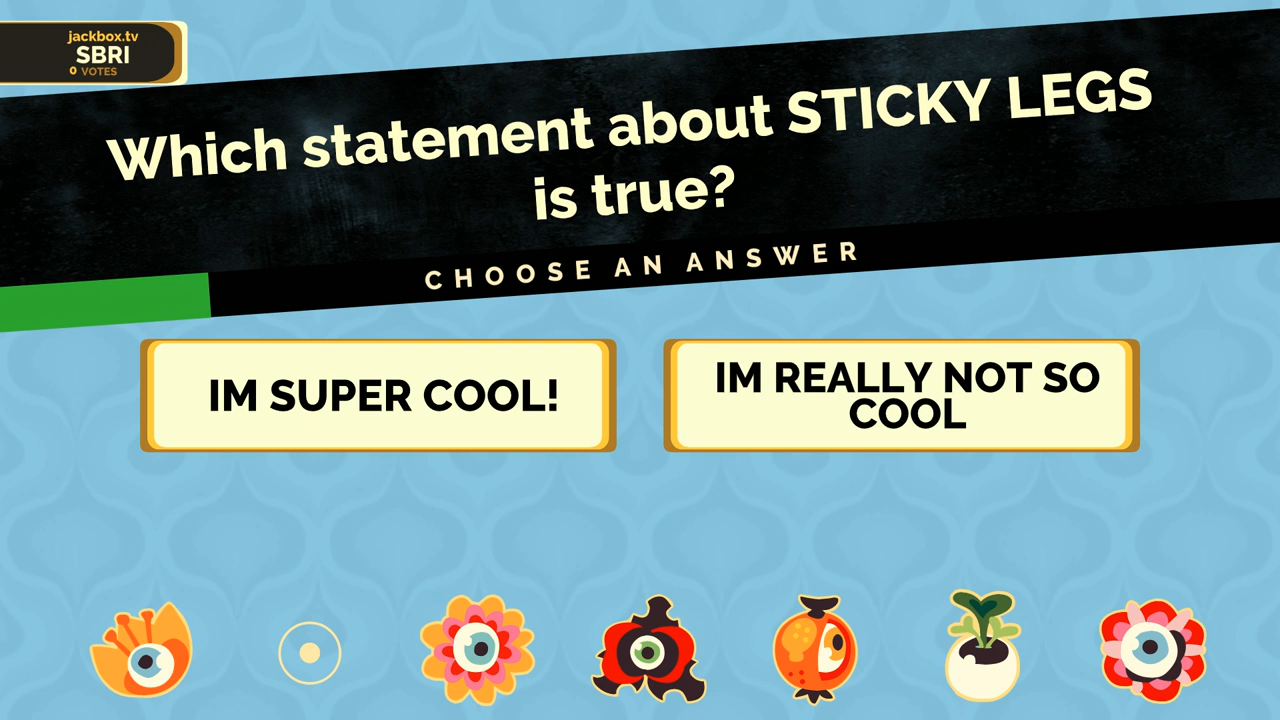 jackbox.tv
SBRI
0 VOTES
Which statement about STICKY LEGS
is true?
CHOOSE AN ANSWER
IM SUPER COOL!
IM REALLY NOT SO
COOL